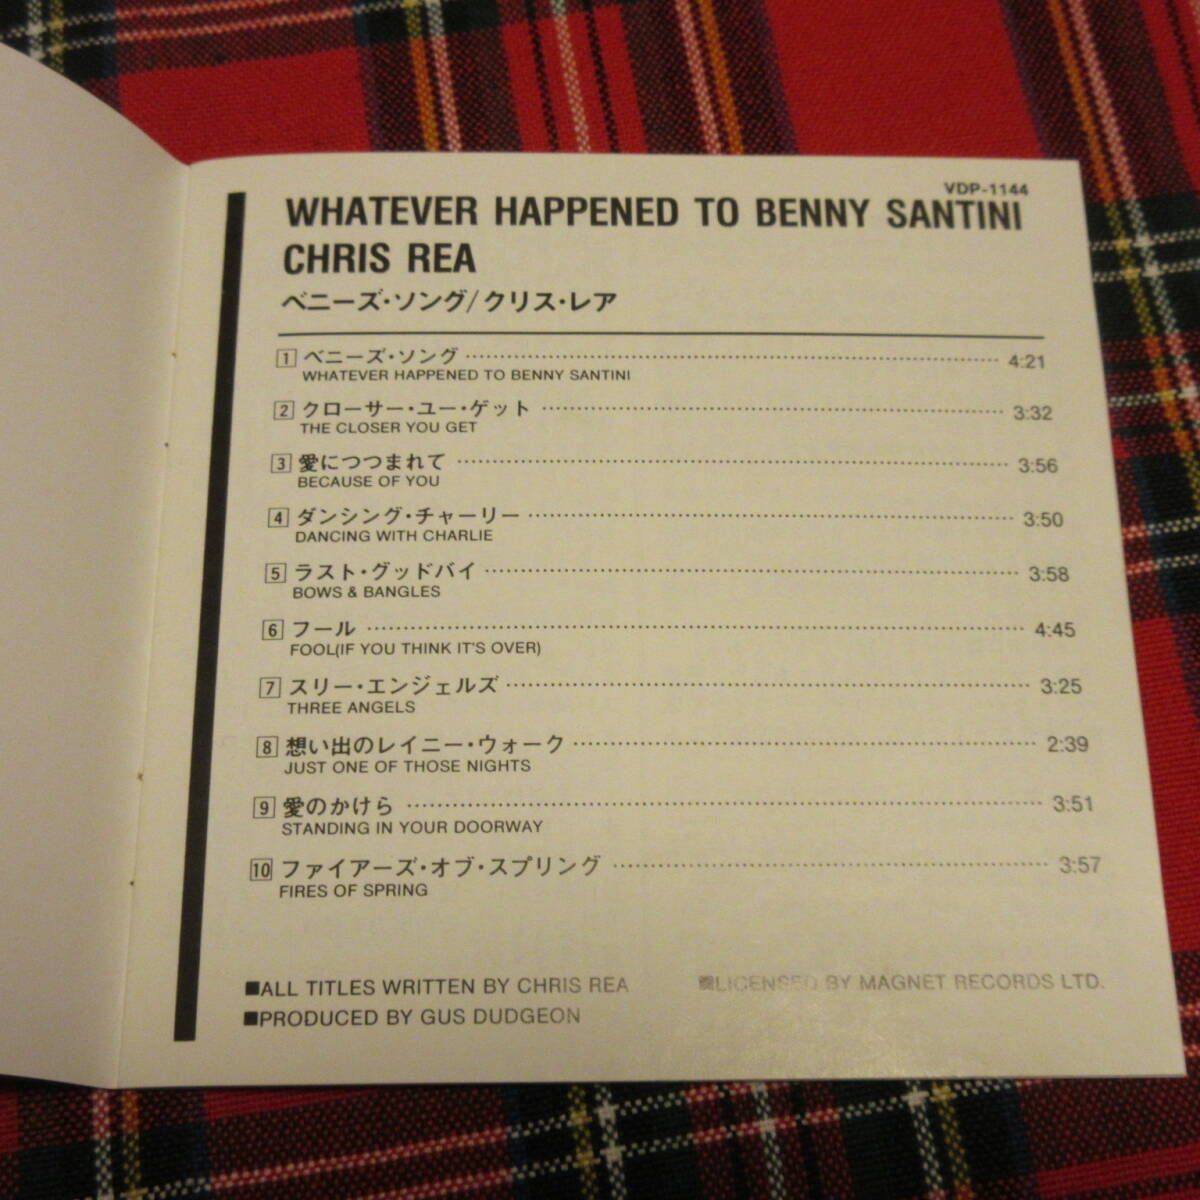 VDP-1144
WHATEVER HAPPENED TO BENNY SANTINI
CHRIS REA
ベニーズ・ソング/クリス・レア
1 ベニーズ・ソング 4:21
WHATEVER HAPPENED TO BENNY SANTINI
2 クローサー・ユー・ゲット 3:32
THE CLOSER YOU GET
3 愛につつまれて 3:56
BECAUSE OF YOU
4 ダンシング・チャーリー 3:50
DANCING WITH CHARLIE
5 ラスト・グッドバイ 3:58
BOWS & BANGLES
6 フール 4:45
FOOL(IF YOU THINK IT'S OVER)
7 スリー・エンジェルズ 3:25
THREE ANGELS
8 想い出のレイニー・ウォーク 2:39
JUST ONE OF THOSE NIGHTS
9 愛のかけら 3:51
STANDING IN YOUR DOORWAY
10 ファイアーズ・オブ・スプリング 3:57
FIRES OF SPRING
■ALL TITLES WRITTEN BY CHRIS REA ■LICENSED BY MAGNET RECORDS LTD.
■PRODUCED BY GUS DUDGEON